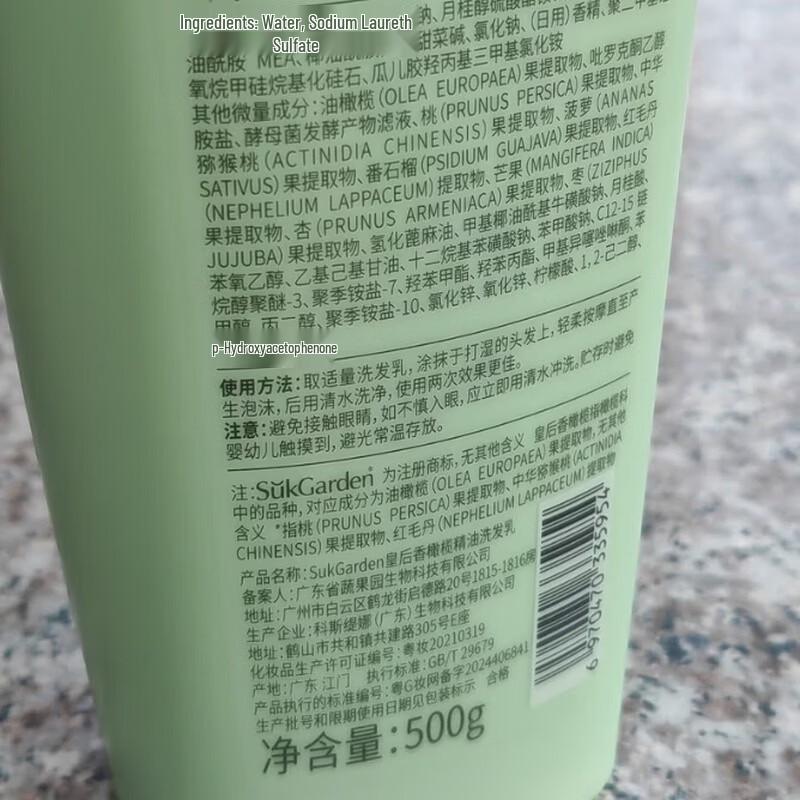 Ingredients: Water, Sodium Laureth
Sulfate
钠、月桂醇硫酸酯
油酰胺 MEA、椰油酰胺 甜菜碱、氯化钠、(日用)香精、聚二甲基
氧烷甲硅烷基化硅石、瓜儿胶羟丙基三甲基氯化铵
其他微量成分:油橄榄(OLEA EUROPAEA)果提取物、吡罗克酮乙醇
胺盐、酵母菌发酵产物滤液、桃(PRUNUS PERSICA)果提取物、中华
猕猴桃(ACTINIDIA CHINENSIS)果提取物、菠萝(ANANAS
SATIVUS)果提取物、番石榴(PSIDIUM GUAJAVA)果提取物、红毛丹
(NEPHELIUM LAPPACEUM)提取物、芒果(MANGIFERA INDICA)
果提取物、杏(PRUNUS ARMENIACA)果提取物、枣(ZIZIPHUS
JUJUBA)果提取物、氢化蓖麻油、甲基椰油酰基牛磺酸钠、月桂酸、
苯氧乙醇、乙基己基甘油、十二烷基苯磺酸钠、苯甲酸钠、C12-15 链
烷醇聚醚-3、聚季铵盐-7、羟苯甲酯、羟苯丙酯、甲基异噻唑啉酮、苯
甲醇、丙二醇、聚季铵盐-10、氯化锌、氧化锌、柠檬酸、1,2-己二醇、
p-Hydroxyacetophenone
使用方法:取适量洗发乳,涂抹于打湿的头发上,轻柔按摩直至产
生泡沫,后用清水洗净,使用两次效果更佳。
注意:避免接触眼睛,如不慎入眼,应立即用清水冲洗。贮存时避免
婴幼儿触摸到,避光常温存放。
注:SukGarden® 为注册商标,无其他含义 皇后香橄榄指橄榄科
中的品种,对应成分为油橄榄(OLEA EUROPAEA)果提取物,无其他
含义 *指桃(PRUNUS PERSICA)果提取物、中华猕猴桃(ACTINIDIA
CHINENSIS)果提取物、红毛丹(NEPHELIUM LAPPACEUM)提取物
产品名称:SukGarden皇后香橄榄精油洗发乳
备案人:广东省蔬果园生物科技有限公司
地址:广州市白云区鹤龙街启德路20号1815-1816房
生产企业:科斯缇娜(广东)生物科技有限公司
地址:鹤山市共和镇共建路305号E座
化妆品生产许可证编号:粤妆20210319
产地:广东 江门 执行标准:GB/T 29679
产品执行的标准编号:粤G妆网备字2024406841
生产批号和限期使用日期见包装标示 合格
净含量:500g
6 970470 335954